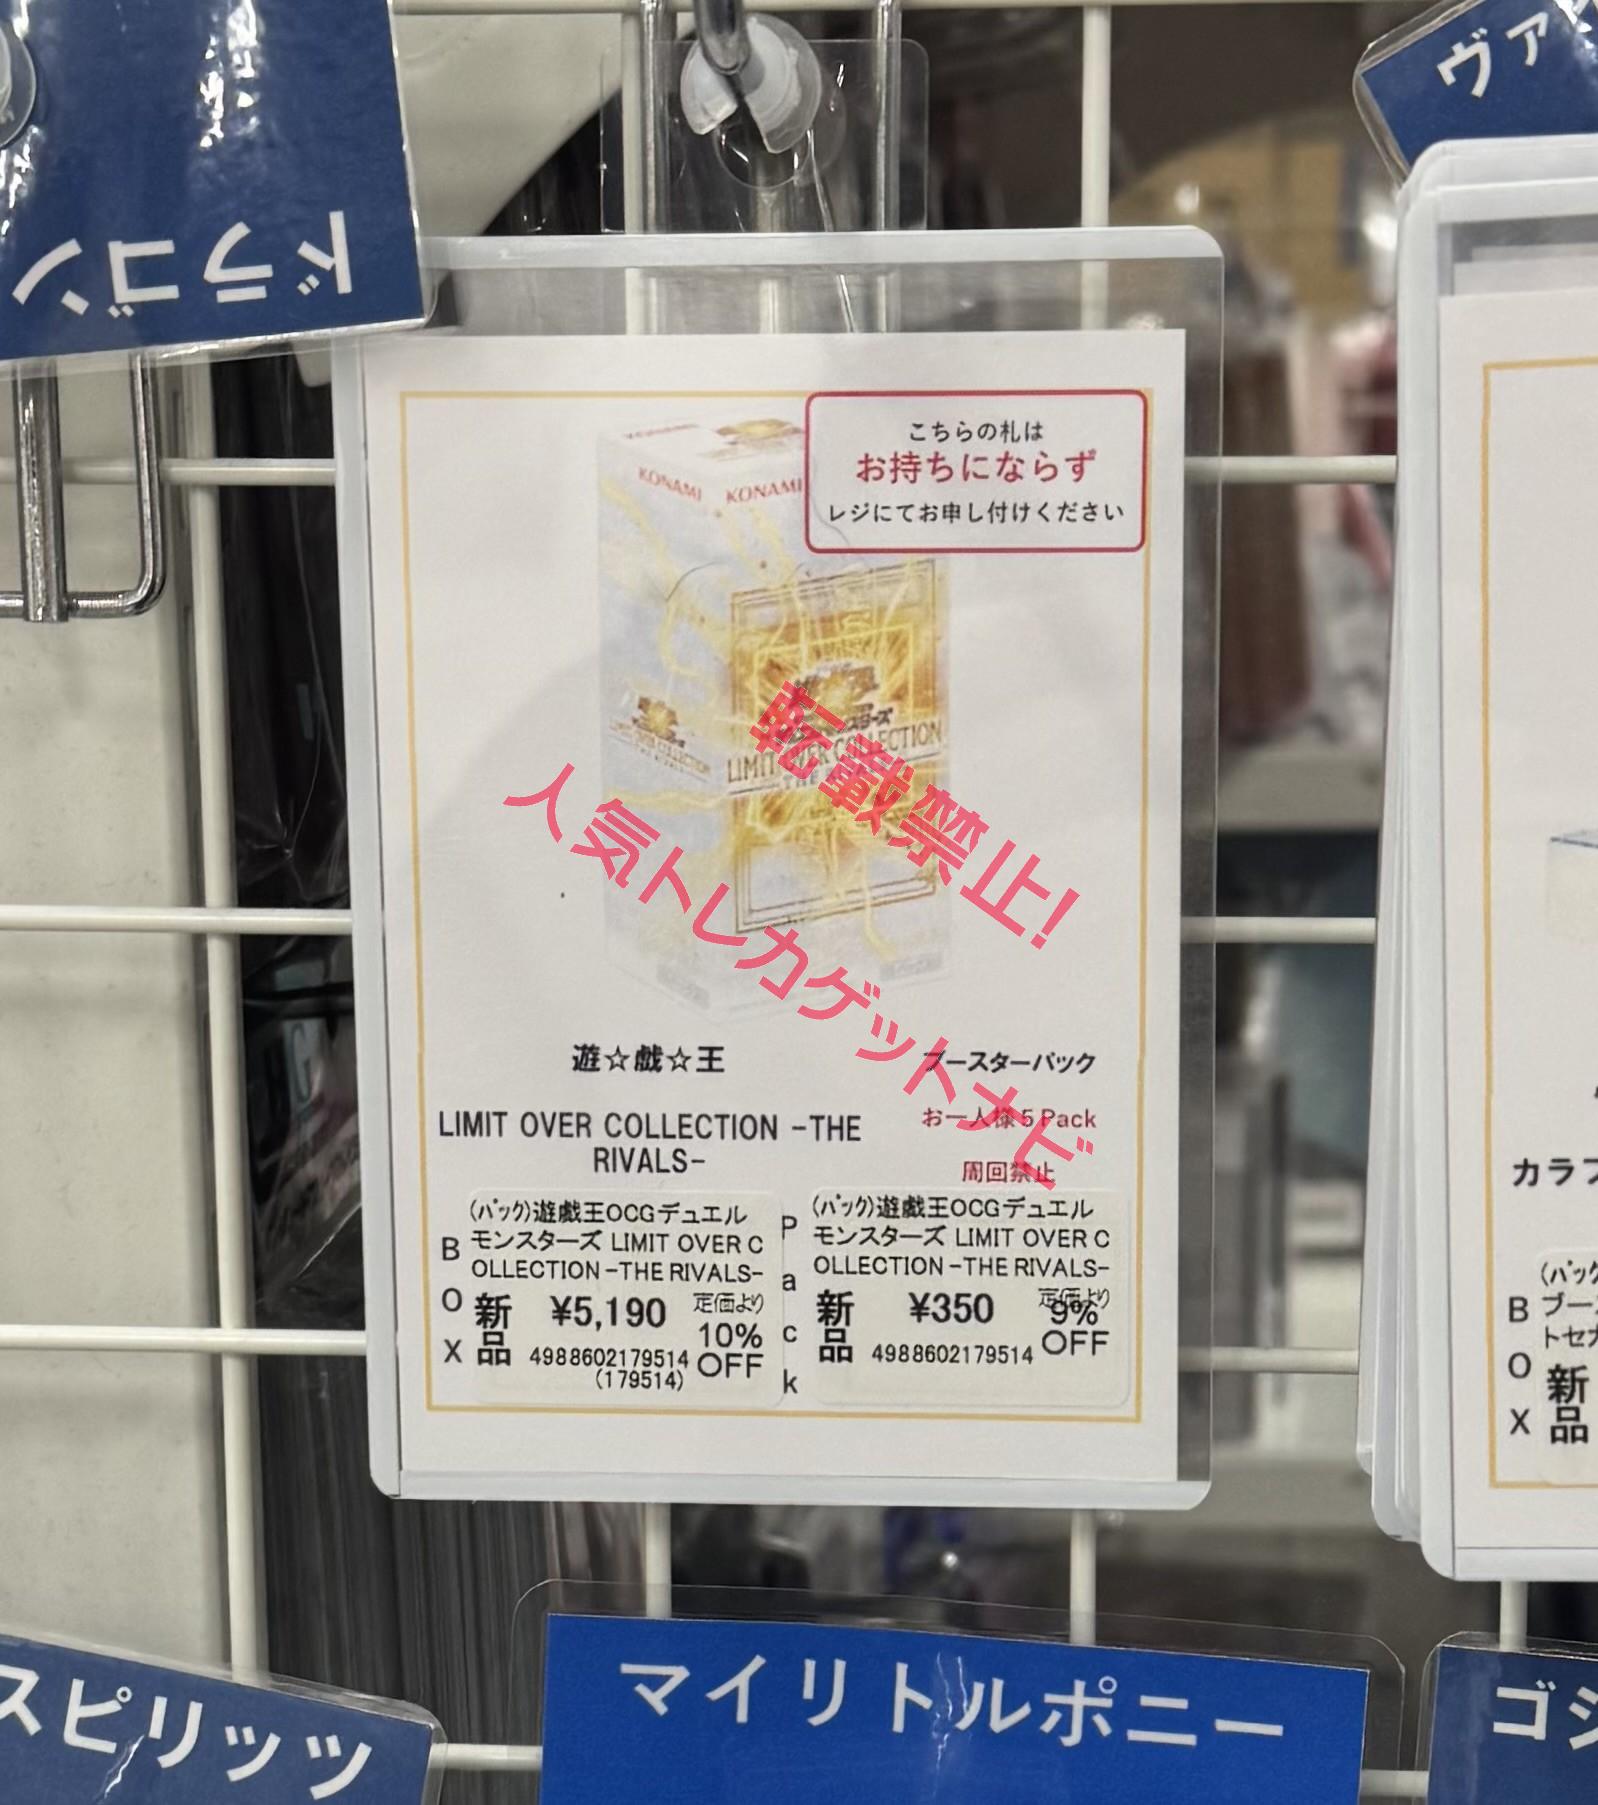 ドラゴン
ヴァ
こちらの札は
お持ちにならず
レジにてお申し付けください
KONAMI
KONAMI
KONAMI
LIMIT OVER COLLECTION
LIMIT OVER COLLECTION
転載禁止!
人気トレカゲットナビ
遊☆戯☆王
ブースターパック
LIMIT OVER COLLECTION -THE
RIVALS-
お一人様5Pack
周回禁止
BOX
(パック)遊戯王OCGデュエル
モンスターズ LIMIT OVER C
OLLECTION -THE RIVALS-
新品
¥5,190
定価より
10%
OFF
4988602179514
(179514)
Pack
(パック)遊戯王OCGデュエル
モンスターズ LIMIT OVER C
OLLECTION -THE RIVALS-
新品
¥350
定価より
9%
OFF
4988602179514
カラフ
BOX
(パック
ブー
トセナ
新品
スピリッツ
マイリトルポニー
ゴジ